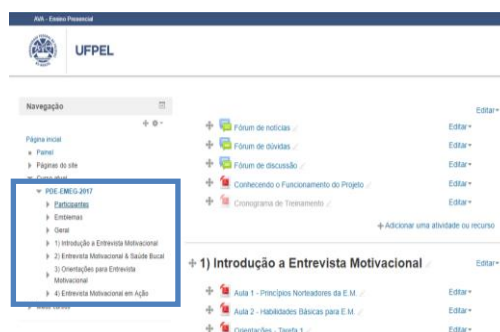 AVA - Ensino Presencial
UFPEL
Navegação
Página inicial
Painel
Páginas do site
Curso atual
PDE-EMEG-2017
Participantes
Emblemas
Geral
1) Introdução a Entrevista Motivacional
2) Entrevista Motivacional & Saúde Bucal
3) Orientações para Entrevista
Motivacional
4) Entrevista Motivacional em Ação
Meus cursos
Editar
Fórum de notícias Editar
Fórum de dúvidas Editar
Fórum de discussão Editar
Conhecendo o Funcionamento do Projeto Editar
Cronograma de Treinamento Editar
Adicionar uma atividade ou recurso
1) Introdução a Entrevista Motivacional Editar
Aula 1 - Princípios Norteadores da E.M. Editar
Aula 2 - Habilidades Básicas para E.M. Editar
Orientações - Tarefa 1 Editar